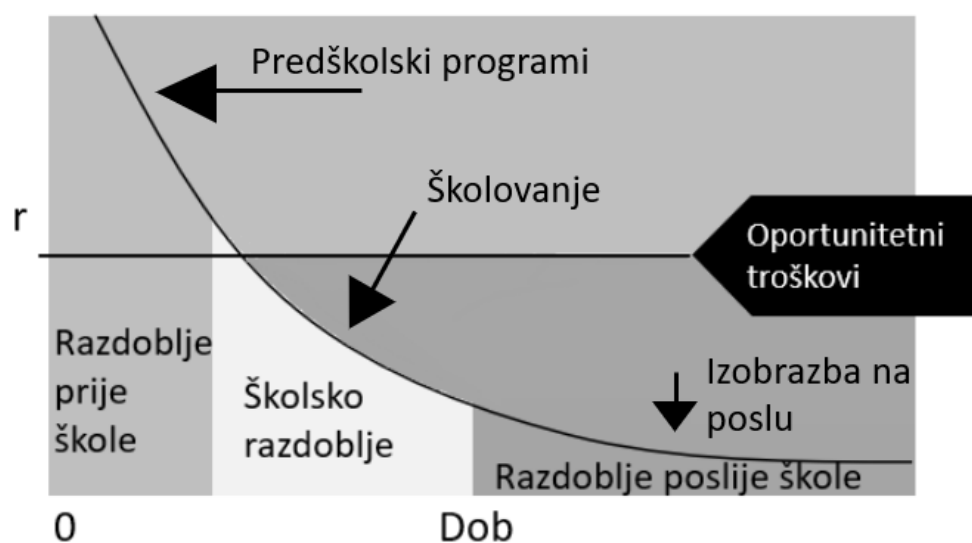 Predškolski programi
Školovanje
r
Oportunitetni
troškovi
Razdoblje
prije
škole
Školsko
razdoblje
Izobrazba na
poslu
Razdoblje poslije škole
0
Dob